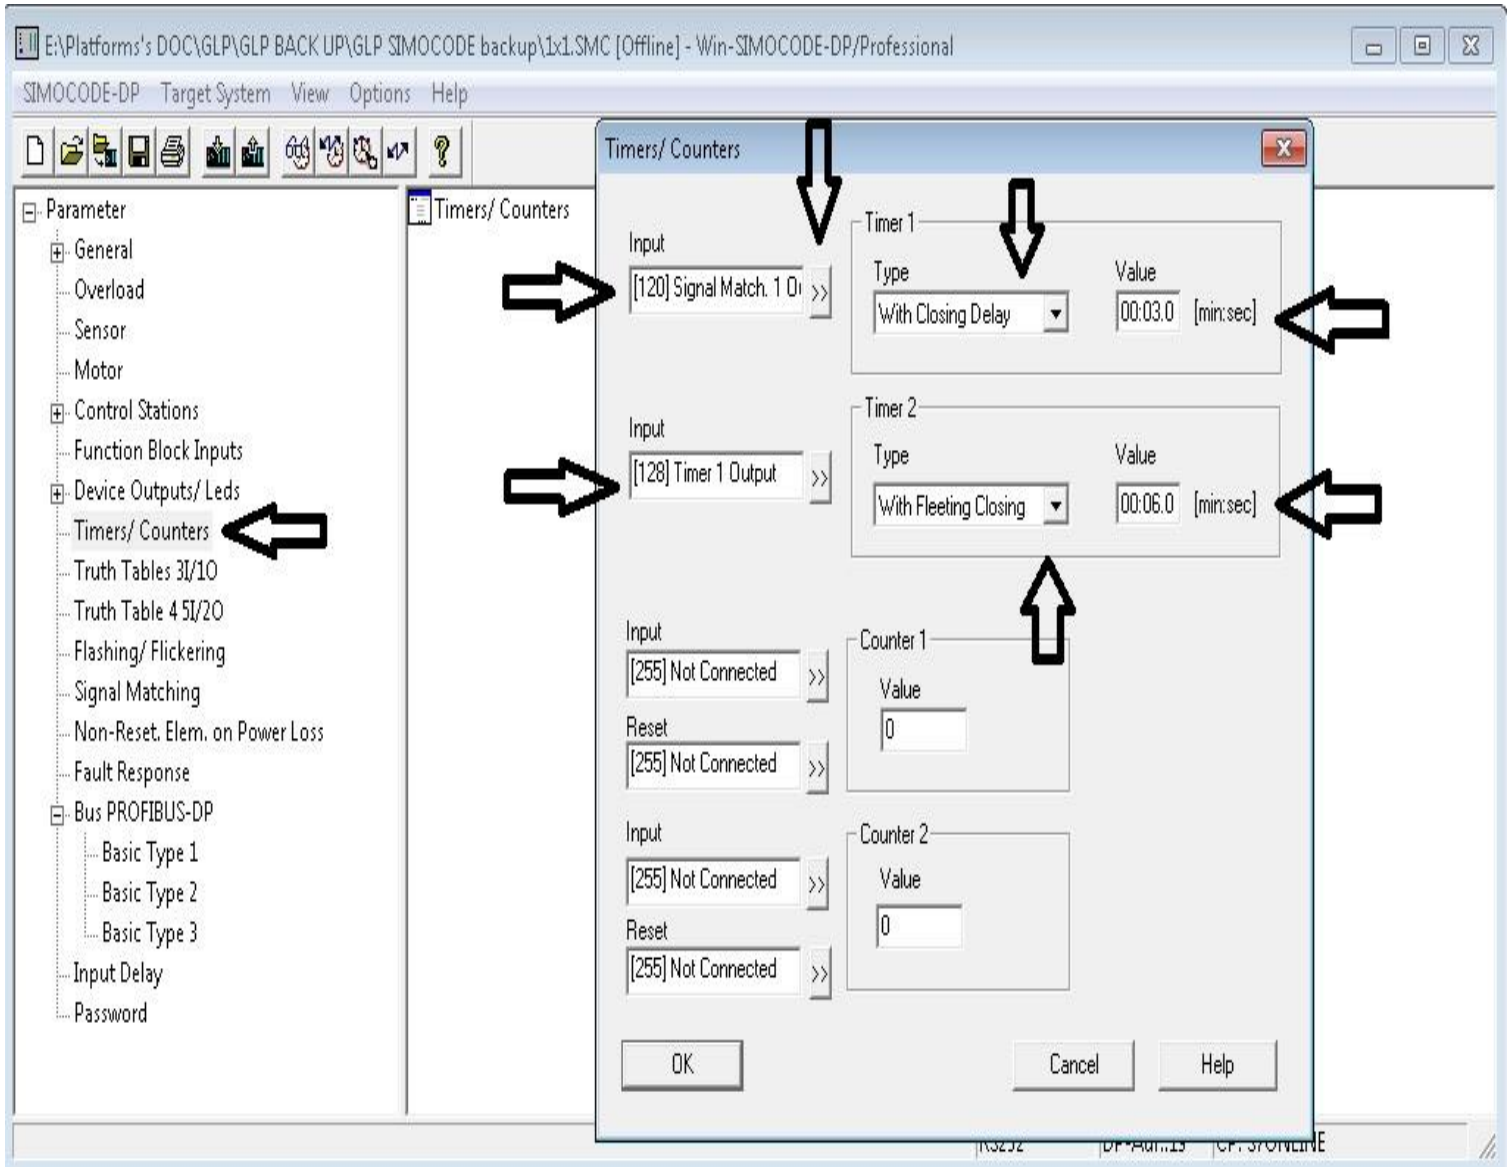 E:\Platforms's DOC\GLP\GLP BACK UP\GLP SIMOCODE backup\1x1.SMC [Offline] - Win-SIMOCODE-DP/Professional
SIMOCODE-DP Target System View Options Help
Parameter
General
Overload
Sensor
Motor
Control Stations
Function Block Inputs
Device Outputs/ Leds
Timers/ Counters
Truth Tables 3I/1O
Truth Table 4 5I/2O
Flashing/ Flickering
Signal Matching
Non-Reset. Elem. on Power Loss
Fault Response
Bus PROFIBUS-DP
Basic Type 1
Basic Type 2
Basic Type 3
Input Delay
Password
Timers/ Counters
Timers/ Counters
Input
[120] Signal Match. 1 O
>>
Timer 1
Type
Value
With Closing Delay
00:03.0 [min:sec]
Input
[128] Timer 1 Output
>>
Timer 2
Type
Value
With Fleeting Closing
00:06.0 [min:sec]
Input
[255] Not Connected
>>
Reset
[255] Not Connected
>>
Counter 1
Value
0
Input
[255] Not Connected
>>
Reset
[255] Not Connected
>>
Counter 2
Value
0
OK
Cancel
Help
RS232